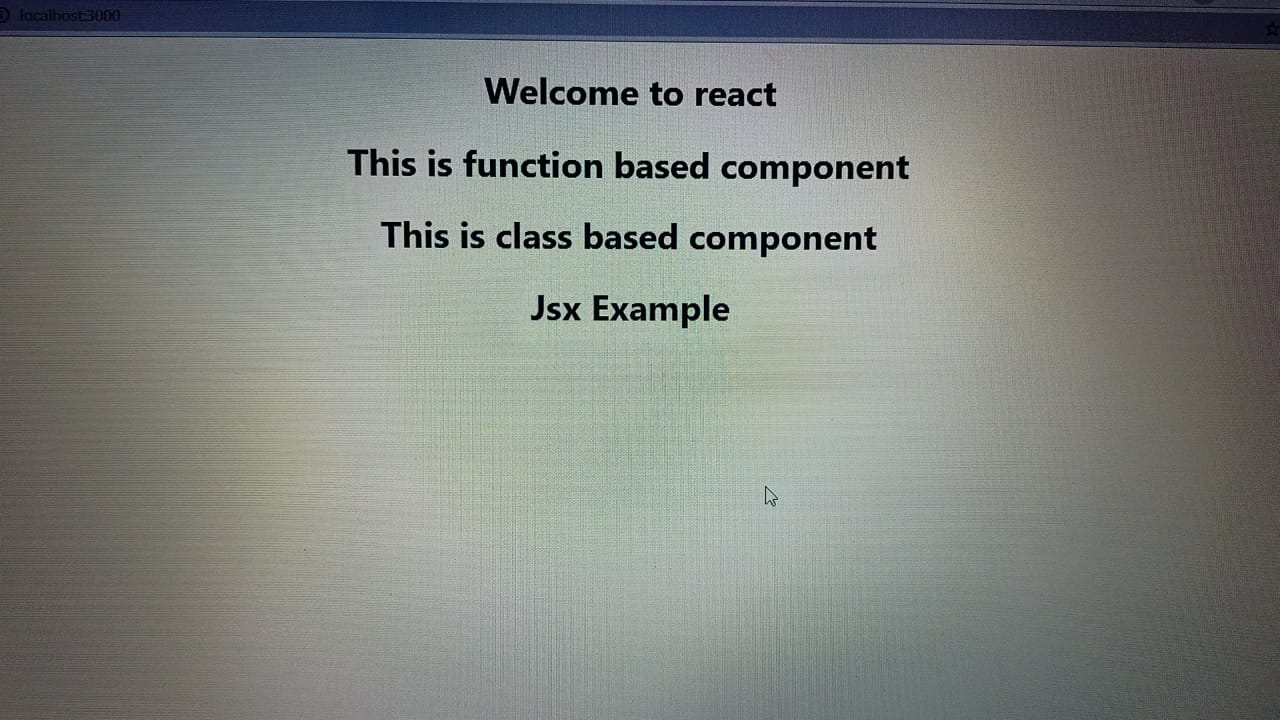 localhost:3000
Welcome to react
This is function based component
This is class based component
Jsx Example